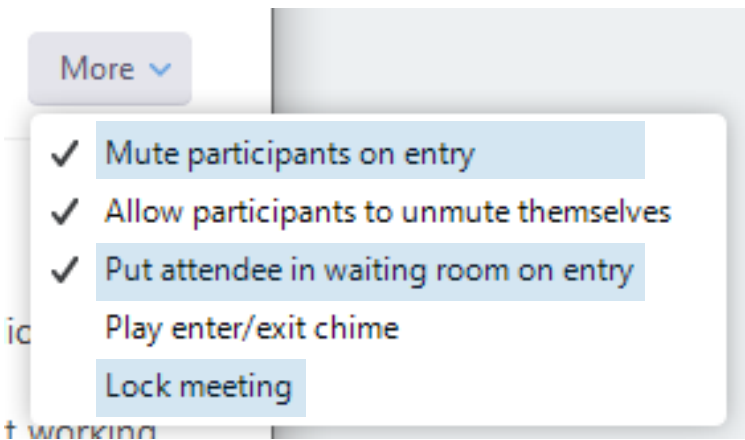 More
Mute participants on entry
Allow participants to unmute themselves
Put attendee in waiting room on entry
Play enter/exit chime
Lock meeting
t working